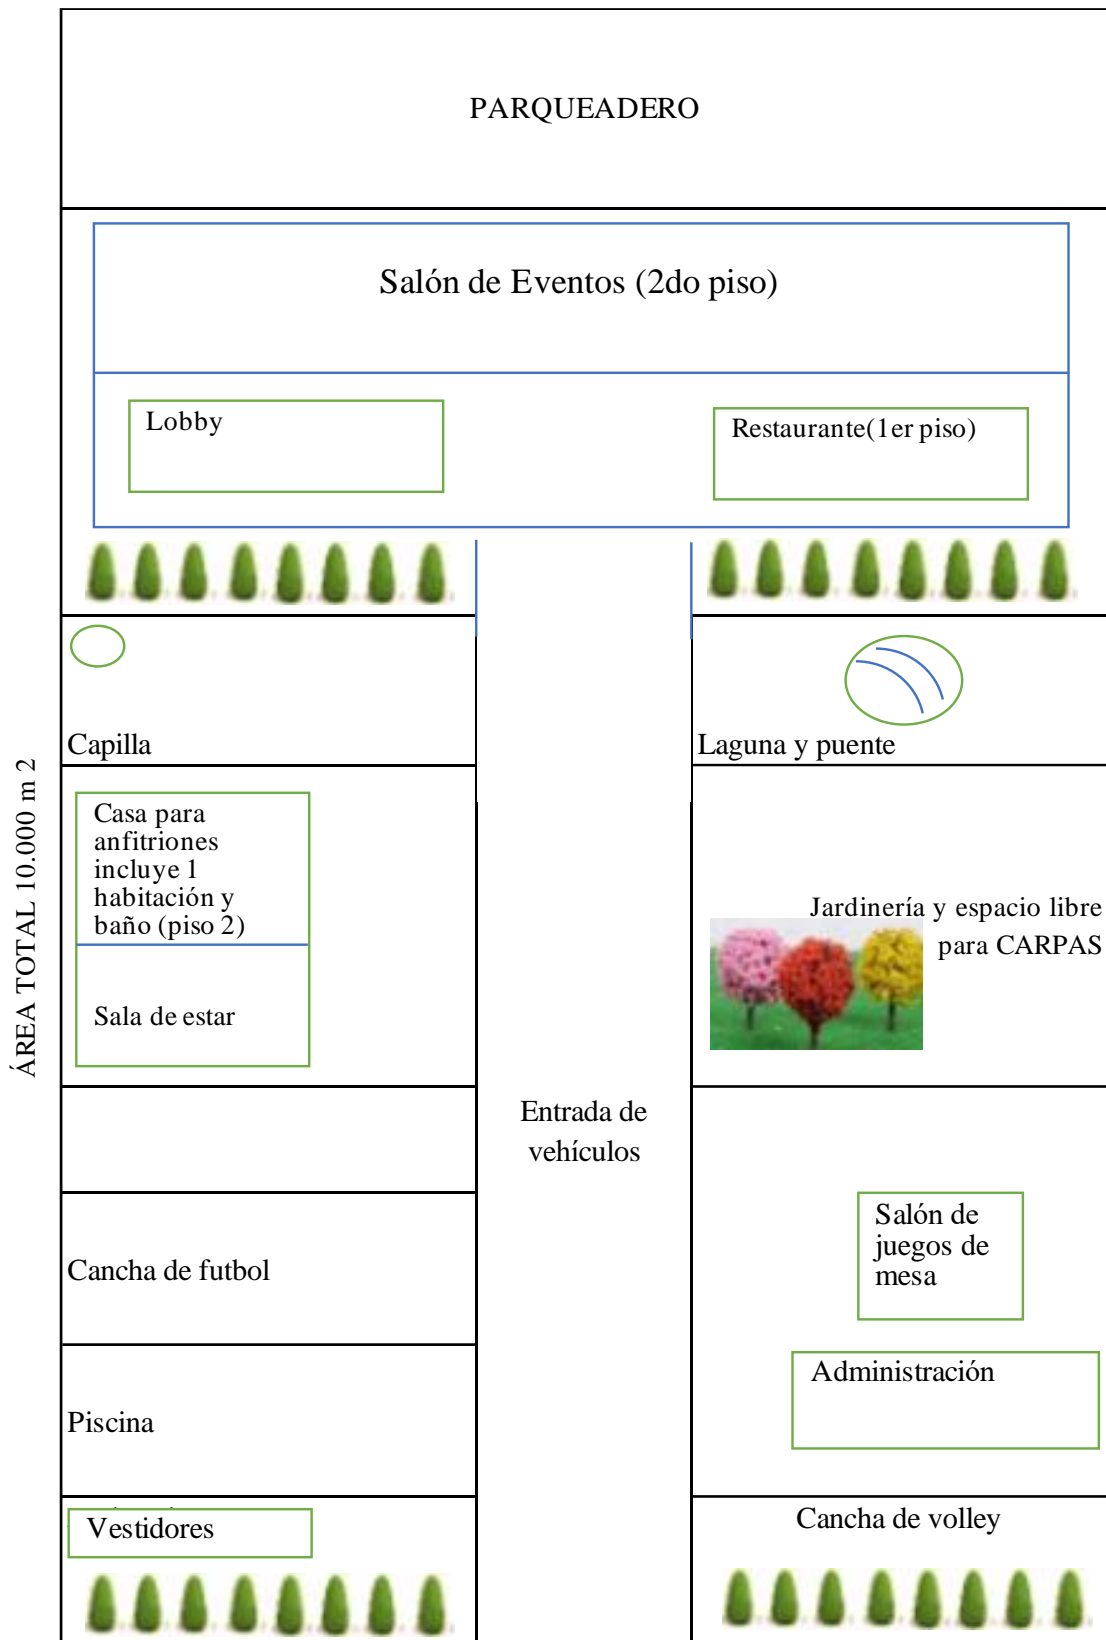 PARQUEADERO
Salón de Eventos (2do piso)
Lobby
Restaurante(1er piso)
Capilla
Laguna y puente
ÁREA TOTAL 10.000 m 2
Casa para
anfitriones
incluye 1
habitación y
baño (piso 2)
Sala de estar
Jardinería y espacio libre
para CARPAS
Entrada de
vehículos
Cancha de futbol
Salón de
juegos de
mesa
Administración
Piscina
Vestidores
Cancha de volley